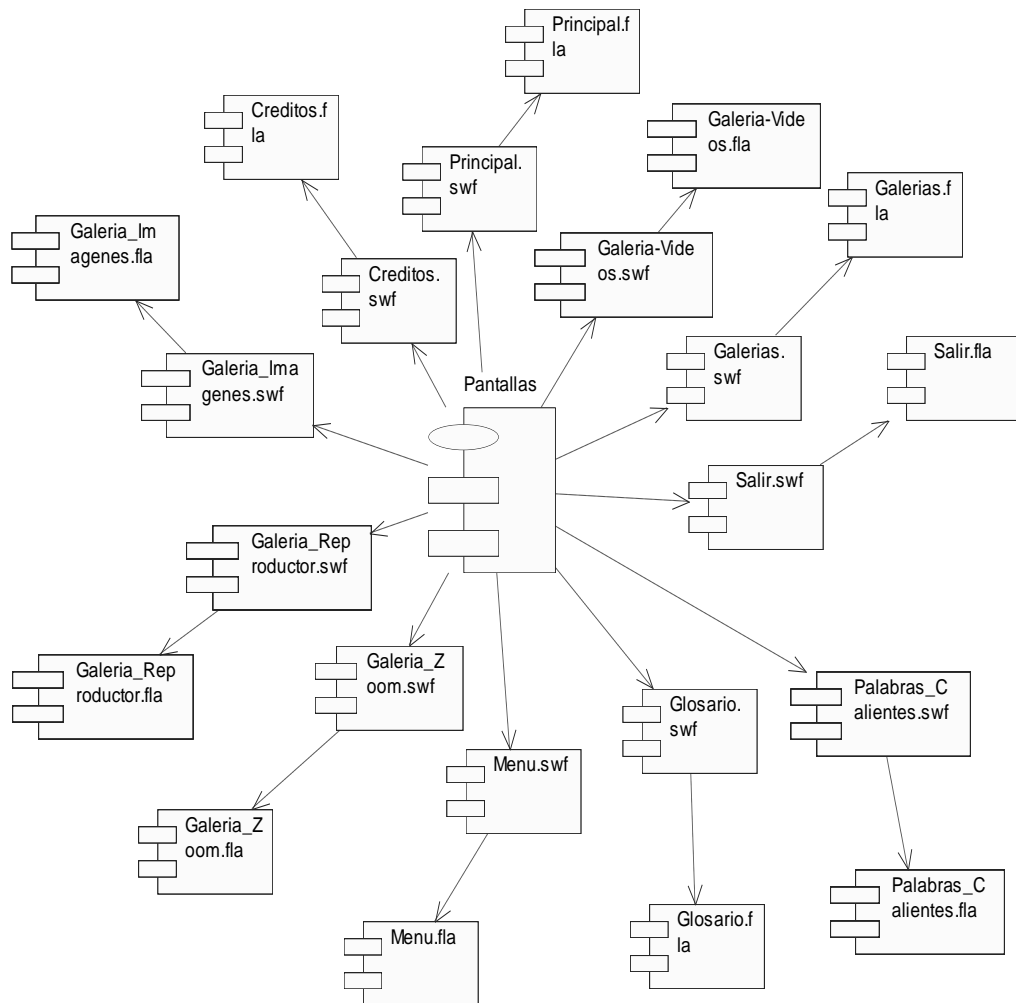 Principal.f
la
Creditos.f
la
Galeria-Vide
os.fla
Principal.
swf
Galerias.f
la
Galeria_Im
agenes.fla
Galeria-Vide
os.swf
Creditos.
swf
Galerias.
swf
Salir.fla
Galeria_Ima
genes.swf
Pantallas
Salir.swf
Galeria_Rep
roductor.swf
Galeria_Z
oom.swf
Galeria_Rep
roductor.fla
Palabras_C
alientes.swf
Glosario.
swf
Menu.swf
Galeria_Z
oom.fla
Palabras_C
alientes.fla
Glosario.f
la
Menu.fla